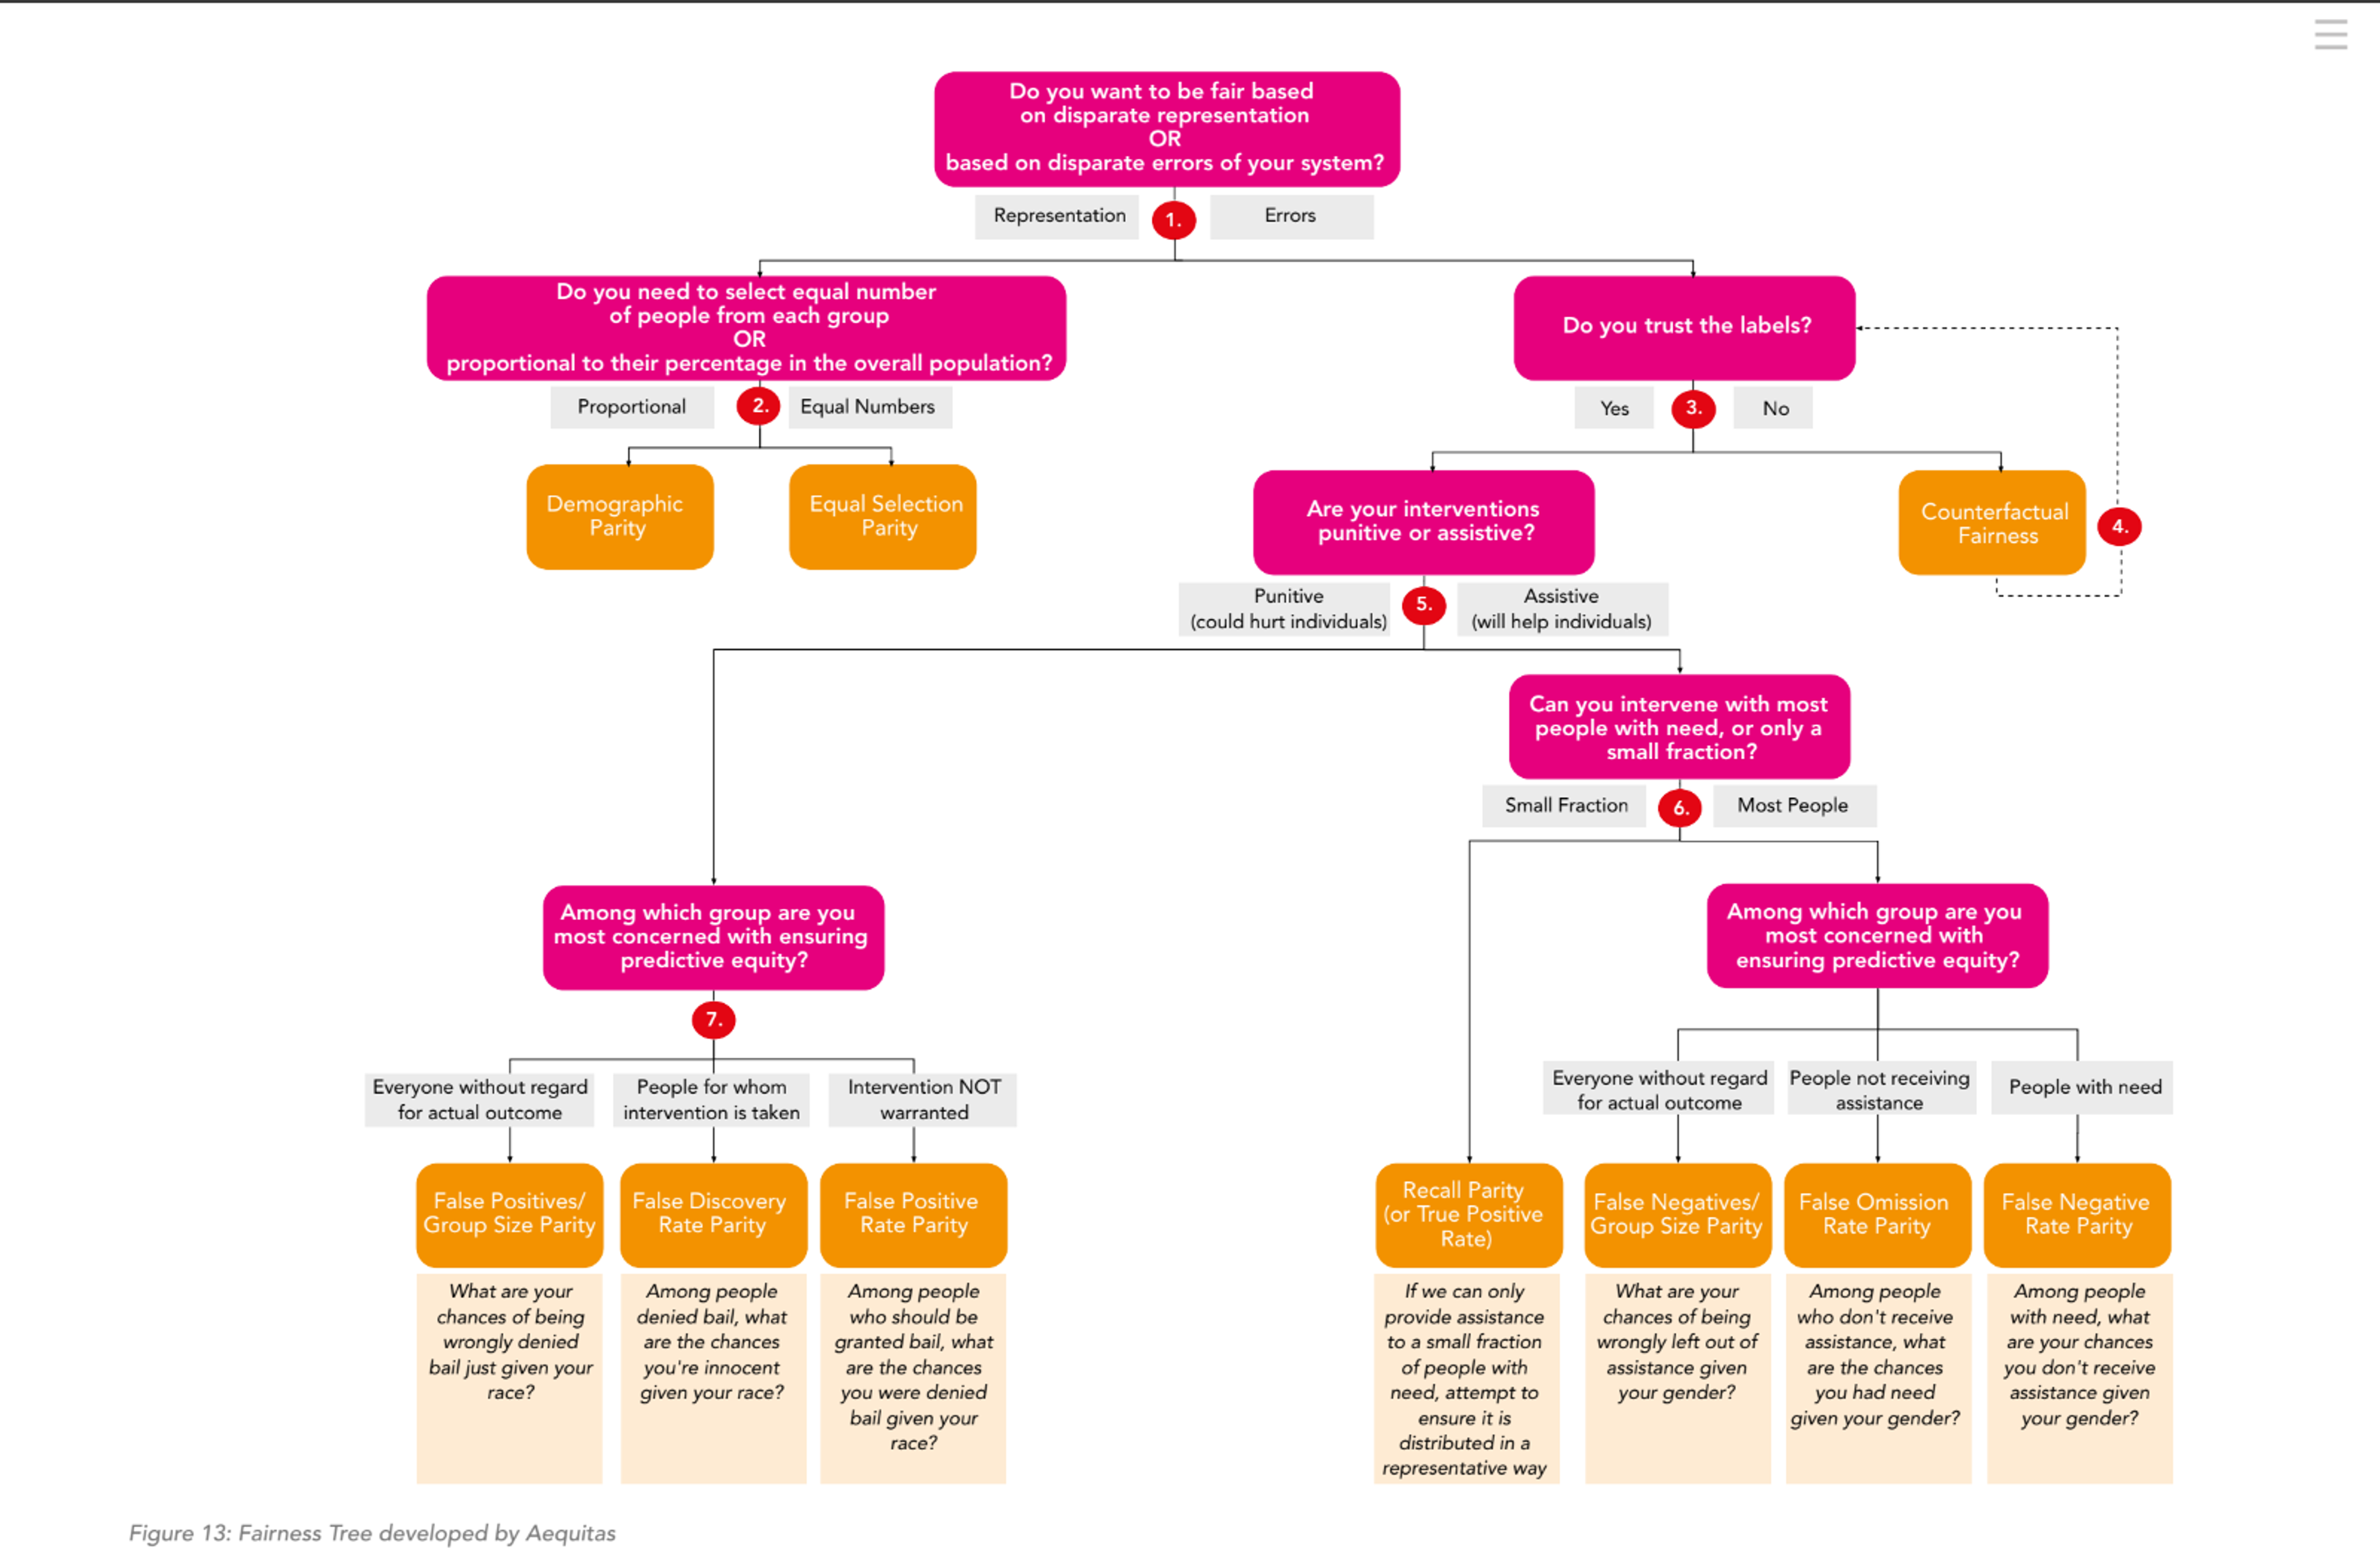 Do you want to be fair based
on disparate representation
OR
based on disparate errors of your system?
Representation
1.
Errors
Do you need to select equal number
of people from each group
OR
proportional to their percentage in the overall population?
Do you trust the labels?
Proportional
2.
Equal Numbers
Yes
3.
No
Demographic
Parity
Equal Selection
Parity
Are your interventions
punitive or assistive?
Counterfactual
Fairness
4.
Punitive
(could hurt individuals)
5.
Assistive
(will help individuals)
Can you intervene with most
people with need, or only a
small fraction?
Small Fraction
6.
Most People
Among which group are you
most concerned with ensuring
predictive equity?
Among which group are you
most concerned with
ensuring predictive equity?
7.
Everyone without regard
for actual outcome
People for whom
intervention is taken
Intervention NOT
warranted
Everyone without regard
for actual outcome
People not receiving
assistance
People with need
False Positives/
Group Size Parity
False Discovery
Rate Parity
False Positive
Rate Parity
Recall Parity
(or True Positive
Rate)
False Negatives/
Group Size Parity
False Omission
Rate Parity
False Negative
Rate Parity
What are your
chances of being
wrongly denied
bail just given your
race?
Among people
denied bail, what
are the chances
you're innocent
given your race?
Among people
who should be
granted bail, what
are the chances
you were denied
bail given your
race?
If we can only
provide assistance
to a small fraction
of people with
need, attempt to
ensure it is
distributed in a
representative way
What are your
chances of being
wrongly left out of
assistance given
your gender?
Among people
who don't receive
assistance, what
are the chances
you had need
given your gender?
Among people
with need, what
are your chances
you don't receive
assistance given
your gender?
Figure 13: Fairness Tree developed by Aequitas